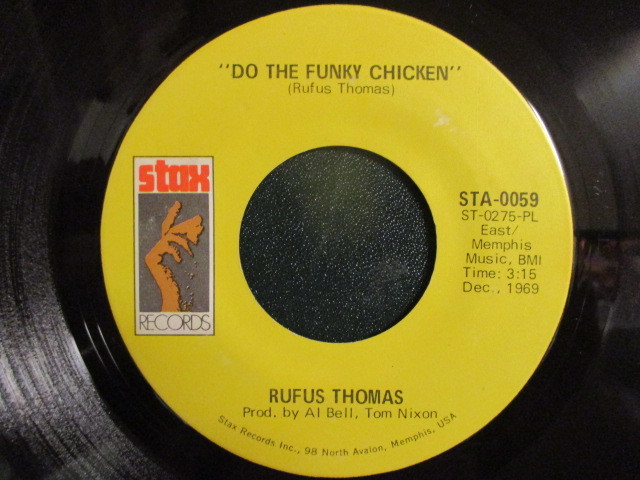 "DO THE FUNKY CHICKEN"
(Rufus Thomas)
stax
RECORDS
STA-0059
ST-0275-PL
East/
Memphis
Music, BMI
Time: 3:15
Dec., 1969
RUFUS THOMAS
Prod. by Al Bell, Tom Nixon
Stax Records Inc., 98 North Avalon, Memphis, USA